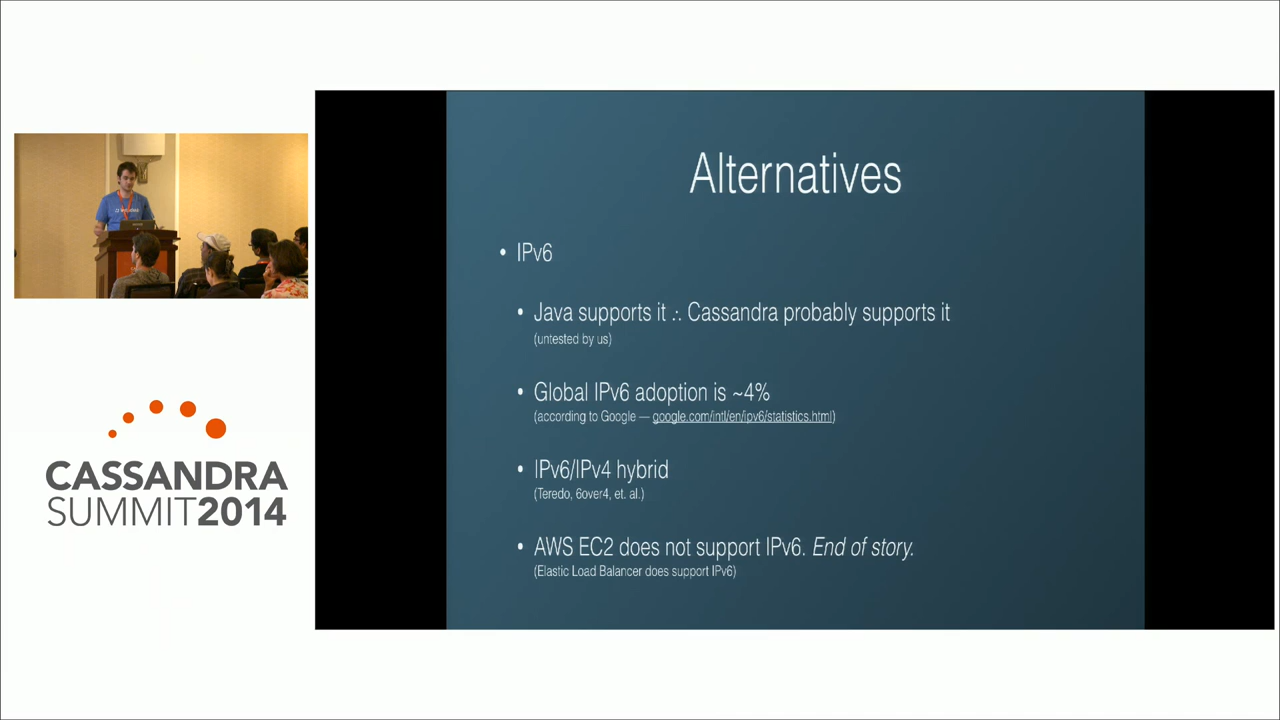 Alternatives
• IPv6
• Java supports it ∴ Cassandra probably supports it
(untested by us)
• Global IPv6 adoption is ~4%
(according to Google — google.com/intl/en/ipv6/statistics.html)
• IPv6/IPv4 hybrid
(Teredo, 6over4, et. al.)
• AWS EC2 does not support IPv6. End of story.
(Elastic Load Balancer does support IPv6)
CASSANDRA
SUMMIT2014